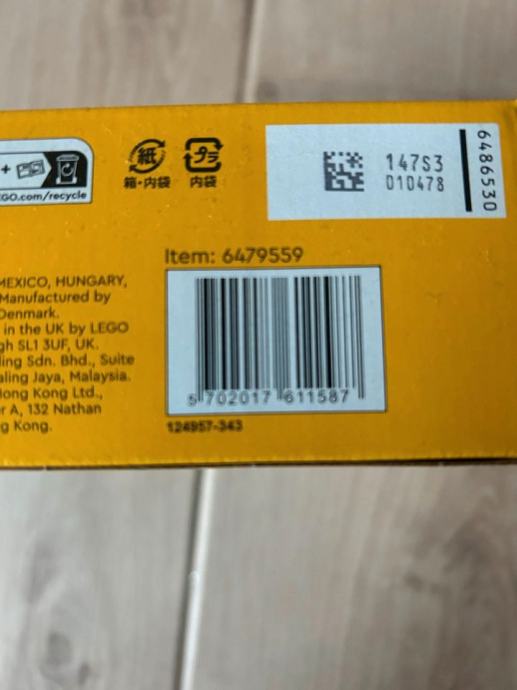 +
GO.com/recycle
紙
箱・内袋
プラ
内袋
147S3
010478
6486530
Item: 6479559
MEXICO, HUNGARY,
Manufactured by
Denmark.
in the UK by LEGO
gh SL1 3UF, UK.
ing Sdn. Bhd., Suite
aling Jaya, Malaysia.
Hong Kong Ltd.,
r A, 132 Nathan
g Kong.
5 702017 611587
124957-343